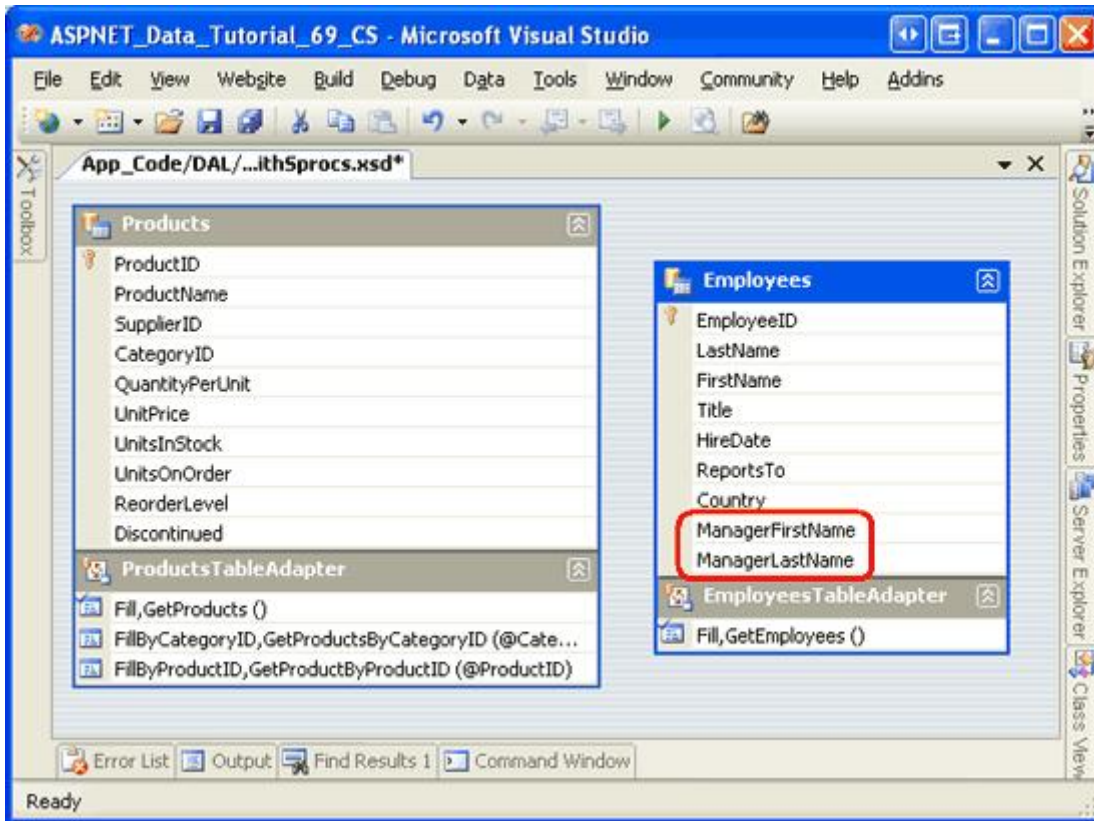 ASPNET_Data_Tutorial_69_CS - Microsoft Visual Studio
File Edit View Website Build Debug Data Tools Window Community Help Addins
Toolbox
App_Code/DAL/...ithSprocs.xsd*
Products
ProductID
ProductName
SupplierID
CategoryID
QuantityPerUnit
UnitPrice
UnitsInStock
UnitsOnOrder
ReorderLevel
Discontinued
ProductsTableAdapter
Fill,GetProducts ()
FillByCategoryID,GetProductsByCategoryID (@Cate...
FillByProductID,GetProductByProductID (@ProductID)
Employees
EmployeeID
LastName
FirstName
Title
HireDate
ReportsTo
Country
ManagerFirstName
ManagerLastName
EmployeesTableAdapter
Fill,GetEmployees ()
Solution Explorer
Properties
Server Explorer
Class View
Error List Output Find Results 1 Command Window
Ready